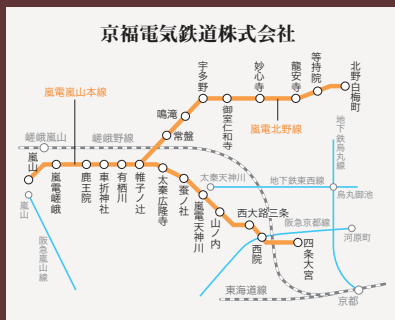 京福電気鉄道株式会社
北野白梅町
等持院
龍安寺
妙心寺
御室仁和寺
宇多野
鳴滝
常盤
嵐電北野線
嵐電嵐山本線
嵯峨嵐山
嵯峨野線
嵐山
嵐電嵯峨
鹿王院
車折神社
有栖川
帷子ノ辻
太秦広隆寺
蚕ノ社
嵐電天神川
山ノ内
西大路三条
西院
四条大宮
太秦天神川
地下鉄東西線
地下鉄烏丸線
烏丸御池
阪急京都線
河原町
嵐山
阪急嵐山線
東海道線
京都